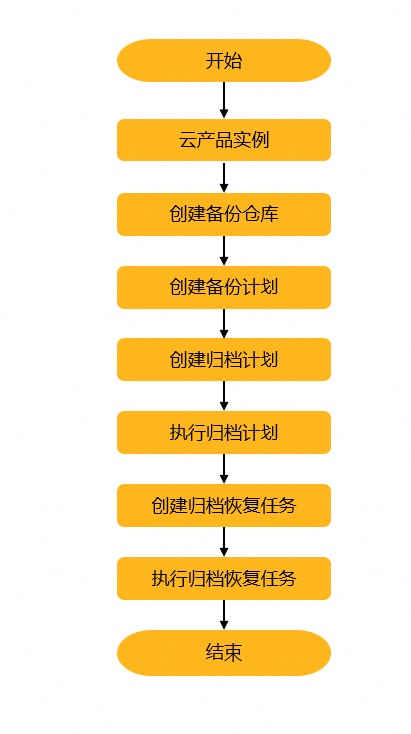 开始
云产品实例
创建备份仓库
创建备份计划
创建归档计划
执行归档计划
创建归档恢复任务
执行归档恢复任务
结束